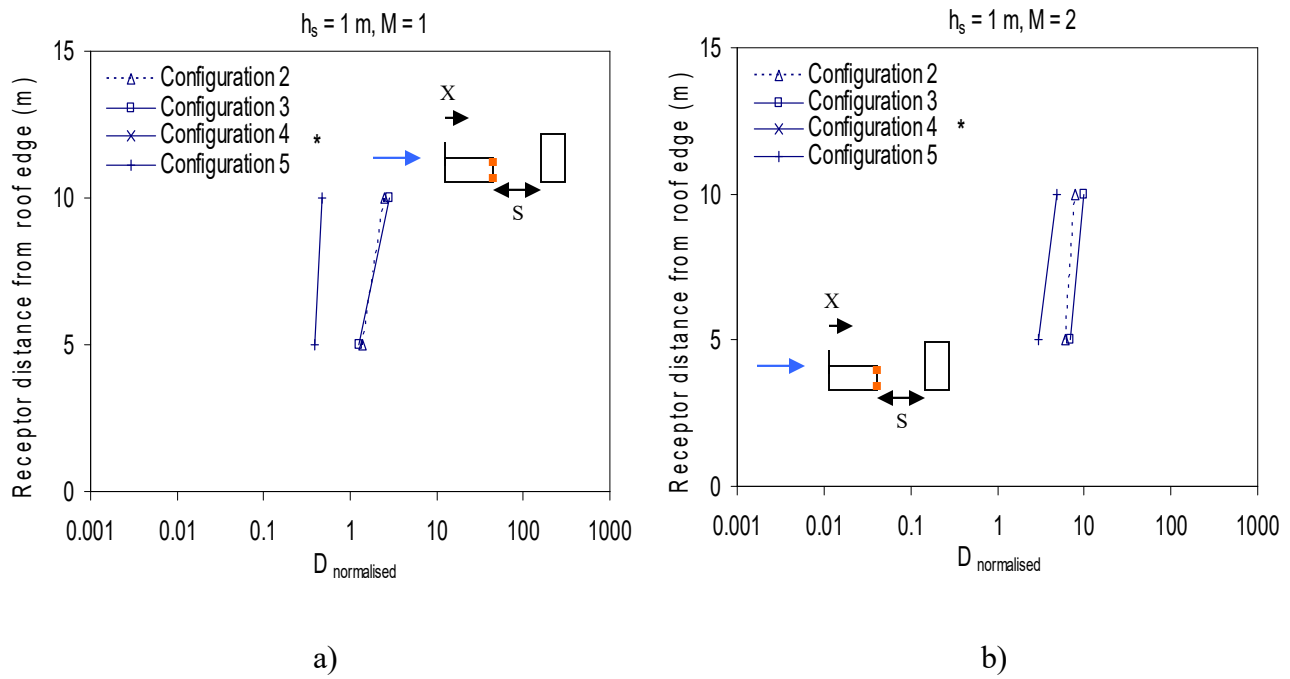 h_s = 1 m, M = 1
15
Configuration 2
Configuration 3
Configuration 4
*
Configuration 5
X
S
10
5
0
Receptor distance from roof edge (m)
0.001 0.01 0.1 1 10 100 1000
D normalised
a)
h_s = 1 m, M = 2
15
Configuration 2
Configuration 3
Configuration 4 *
Configuration 5
10
X
S
5
0
Receptor distance from roof edge (m)
0.001 0.01 0.1 1 10 100 1000
D normalised
b)